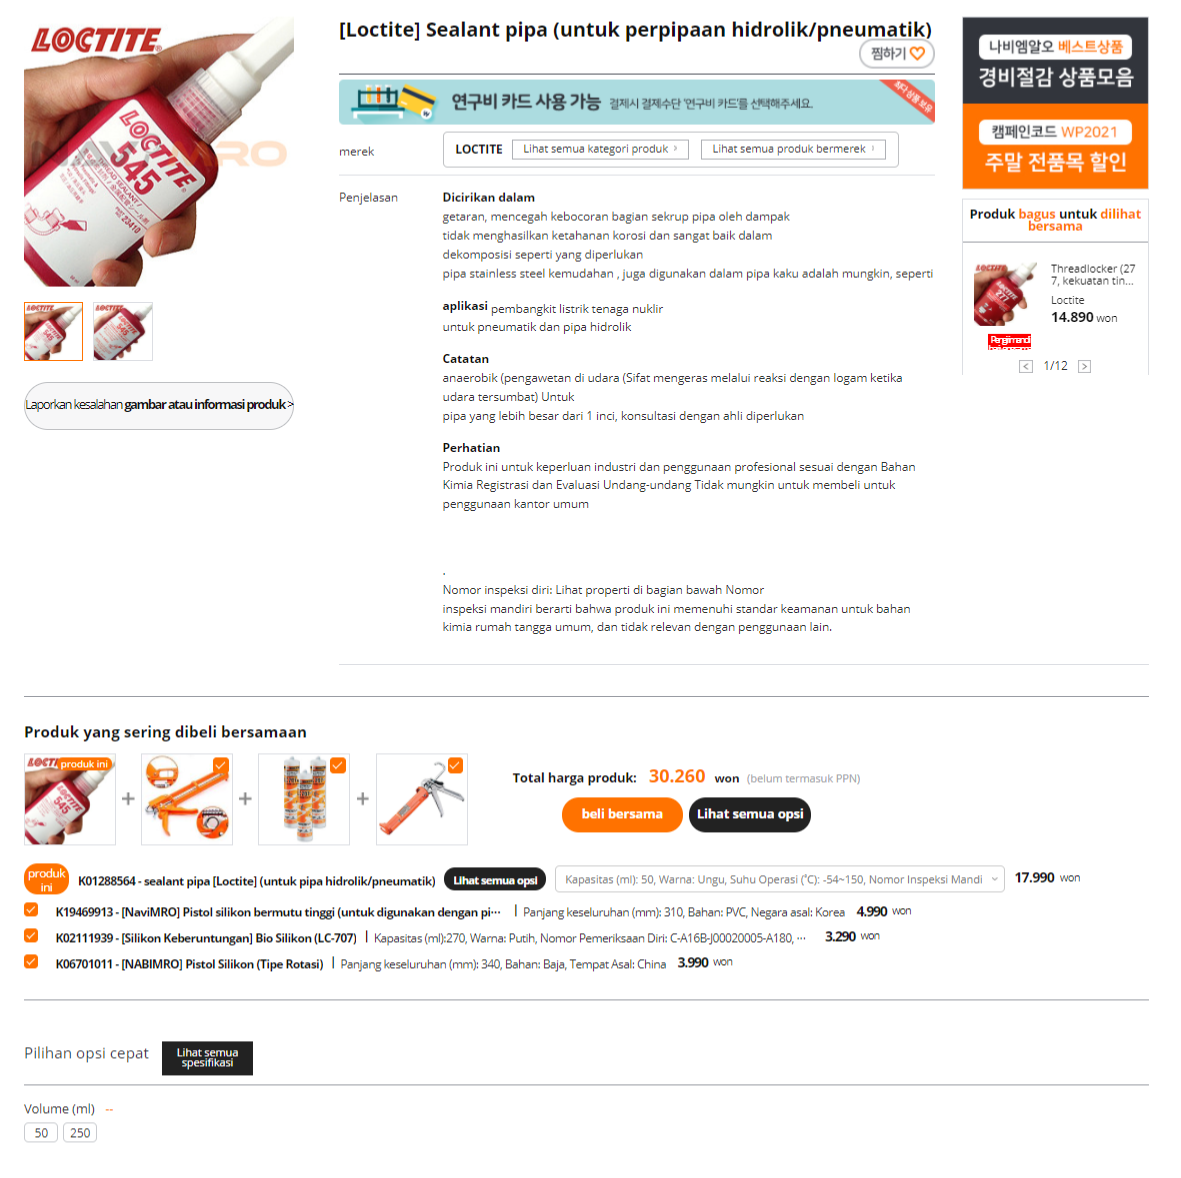 LOCTITE
LOCTITE
545
THREAD SEALANT
23410
[Loctite] Sealant pipa (untuk perpipaan hidrolik/pneumatik)
찜하기
연구비 카드 사용 가능 결제시 결제수단 '연구비 카드'를 선택해주세요.
최다 상품 보유
merek
LOCTITE
Lihat semua kategori produk >
Lihat semua produk bermerek
Penjelasan
Dicirikan dalam
getaran, mencegah kebocoran bagian sekrup pipa oleh dampak
tidak menghasilkan ketahanan korosi dan sangat baik dalam
dekomposisi seperti yang diperlukan
pipa stainless steel kemudahan , juga digunakan dalam pipa kaku adalah mungkin, seperti
aplikasi pembangkit listrik tenaga nuklir
untuk pneumatik dan pipa hidrolik
Catatan
anaerobik (pengawetan di udara (Sifat mengeras melalui reaksi dengan logam ketika
udara tersumbat) Untuk
pipa yang lebih besar dari 1 inci, konsultasi dengan ahli diperlukan
Perhatian
Produk ini untuk keperluan industri dan penggunaan profesional sesuai dengan Bahan
Kimia Registrasi dan Evaluasi Undang-undang Tidak mungkin untuk membeli untuk
penggunaan kantor umum
.
Nomor inspeksi diri: Lihat properti di bagian bawah Nomor
inspeksi mandiri berarti bahwa produk ini memenuhi standar keamanan untuk bahan
kimia rumah tangga umum, dan tidak relevan dengan penggunaan lain.
나비엠알오 베스트상품
경비절감 상품모음
캠페인코드 WP2021
주말 전품목 할인
Produk bagus untuk dilihat
bersama
Threadlocker (27
7, kekuatan tin...
Loctite
14.890 won
< 1/12 >
Laporkan kesalahan gambar atau informasi produk >
Produk yang sering dibeli bersamaan
produk ini
Total harga produk: 30.260 won (belum termasuk PPN)
beli bersama
Lihat semua opsi
produk
ini
K01288564 - sealant pipa [Loctite] (untuk pipa hidrolik/pneumatik)
Lihat semua opsi
Kapasitas (ml): 50, Warna: Ungu, Suhu Operasi (˚C): -54~150, Nomor Inspeksi Mandi
17.990 won
K19469913 - [NaviMRO] Pistol silikon bermutu tinggi (untuk digunakan dengan pi··· | Panjang keseluruhan (mm): 310, Bahan: PVC, Negara asal: Korea 4.990 won
K02111939 - [Silikon Keberuntungan] Bio Silikon (LC-707) | Kapasitas (ml):270, Warna: Putih, Nomor Pemeriksaan Diri: C-A16B-J00020005-A180, ··· 3.290 won
K06701011 - [NABIMRO] Pistol Silikon (Tipe Rotasi) | Panjang keseluruhan (mm): 340, Bahan: Baja, Tempat Asal: China 3.990 won
Pilihan opsi cepat
Lihat semua
spesifikasi
Volume (ml) --
50
250